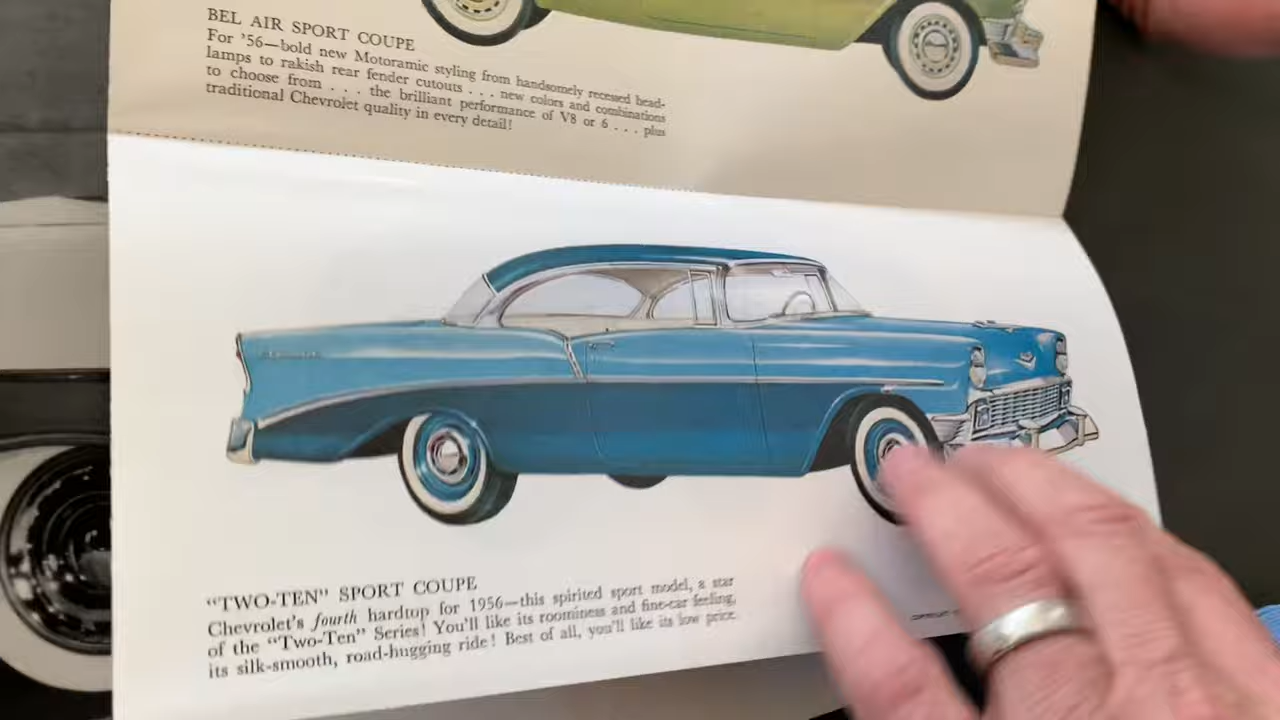 BEL AIR SPORT COUPE
For ’56—bold new Motoramic styling from handsomely recessed head-
lamps to rakish rear fender cutouts . . . new colors and combinations
to choose from . . . the brilliant performance of V8 or 6 . . . plus
traditional Chevrolet quality in every detail!
“TWO-TEN” SPORT COUPE
Chevrolet's fourth hardtop for 1956—this spirited sport model, a star
of the “Two-Ten” Series! You'll like its roominess and fine-car feeling,
its silk-smooth, road-hugging ride! Best of all, you'll like its low price.